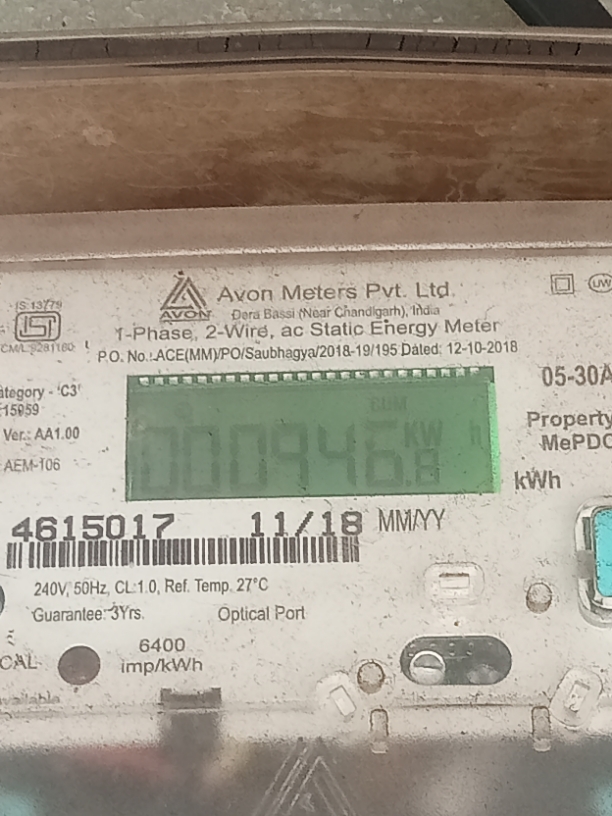 Avon Meters Pvt. Ltd.
AVON
Dera Bassi (Near Chandigarh), India
IS:13779
1-Phase, 2-Wire, ac Static Energy Meter
P.O. No.:ACE(MM)/PO/Saubhagya/2018-19/195 Dated: 12-10-2018
05-30A
ategory - 'C3'
15959
CUM
Property
Ver.: AA1.00
000946.8 KW h
MePDC
AEM-106
kWh
4615017 11/18 MM/YY
240V, 50Hz, CL:1.0, Ref. Temp. 27°C
Guarantee: 3Yrs. Optical Port
CAL
6400
imp/kWh
available